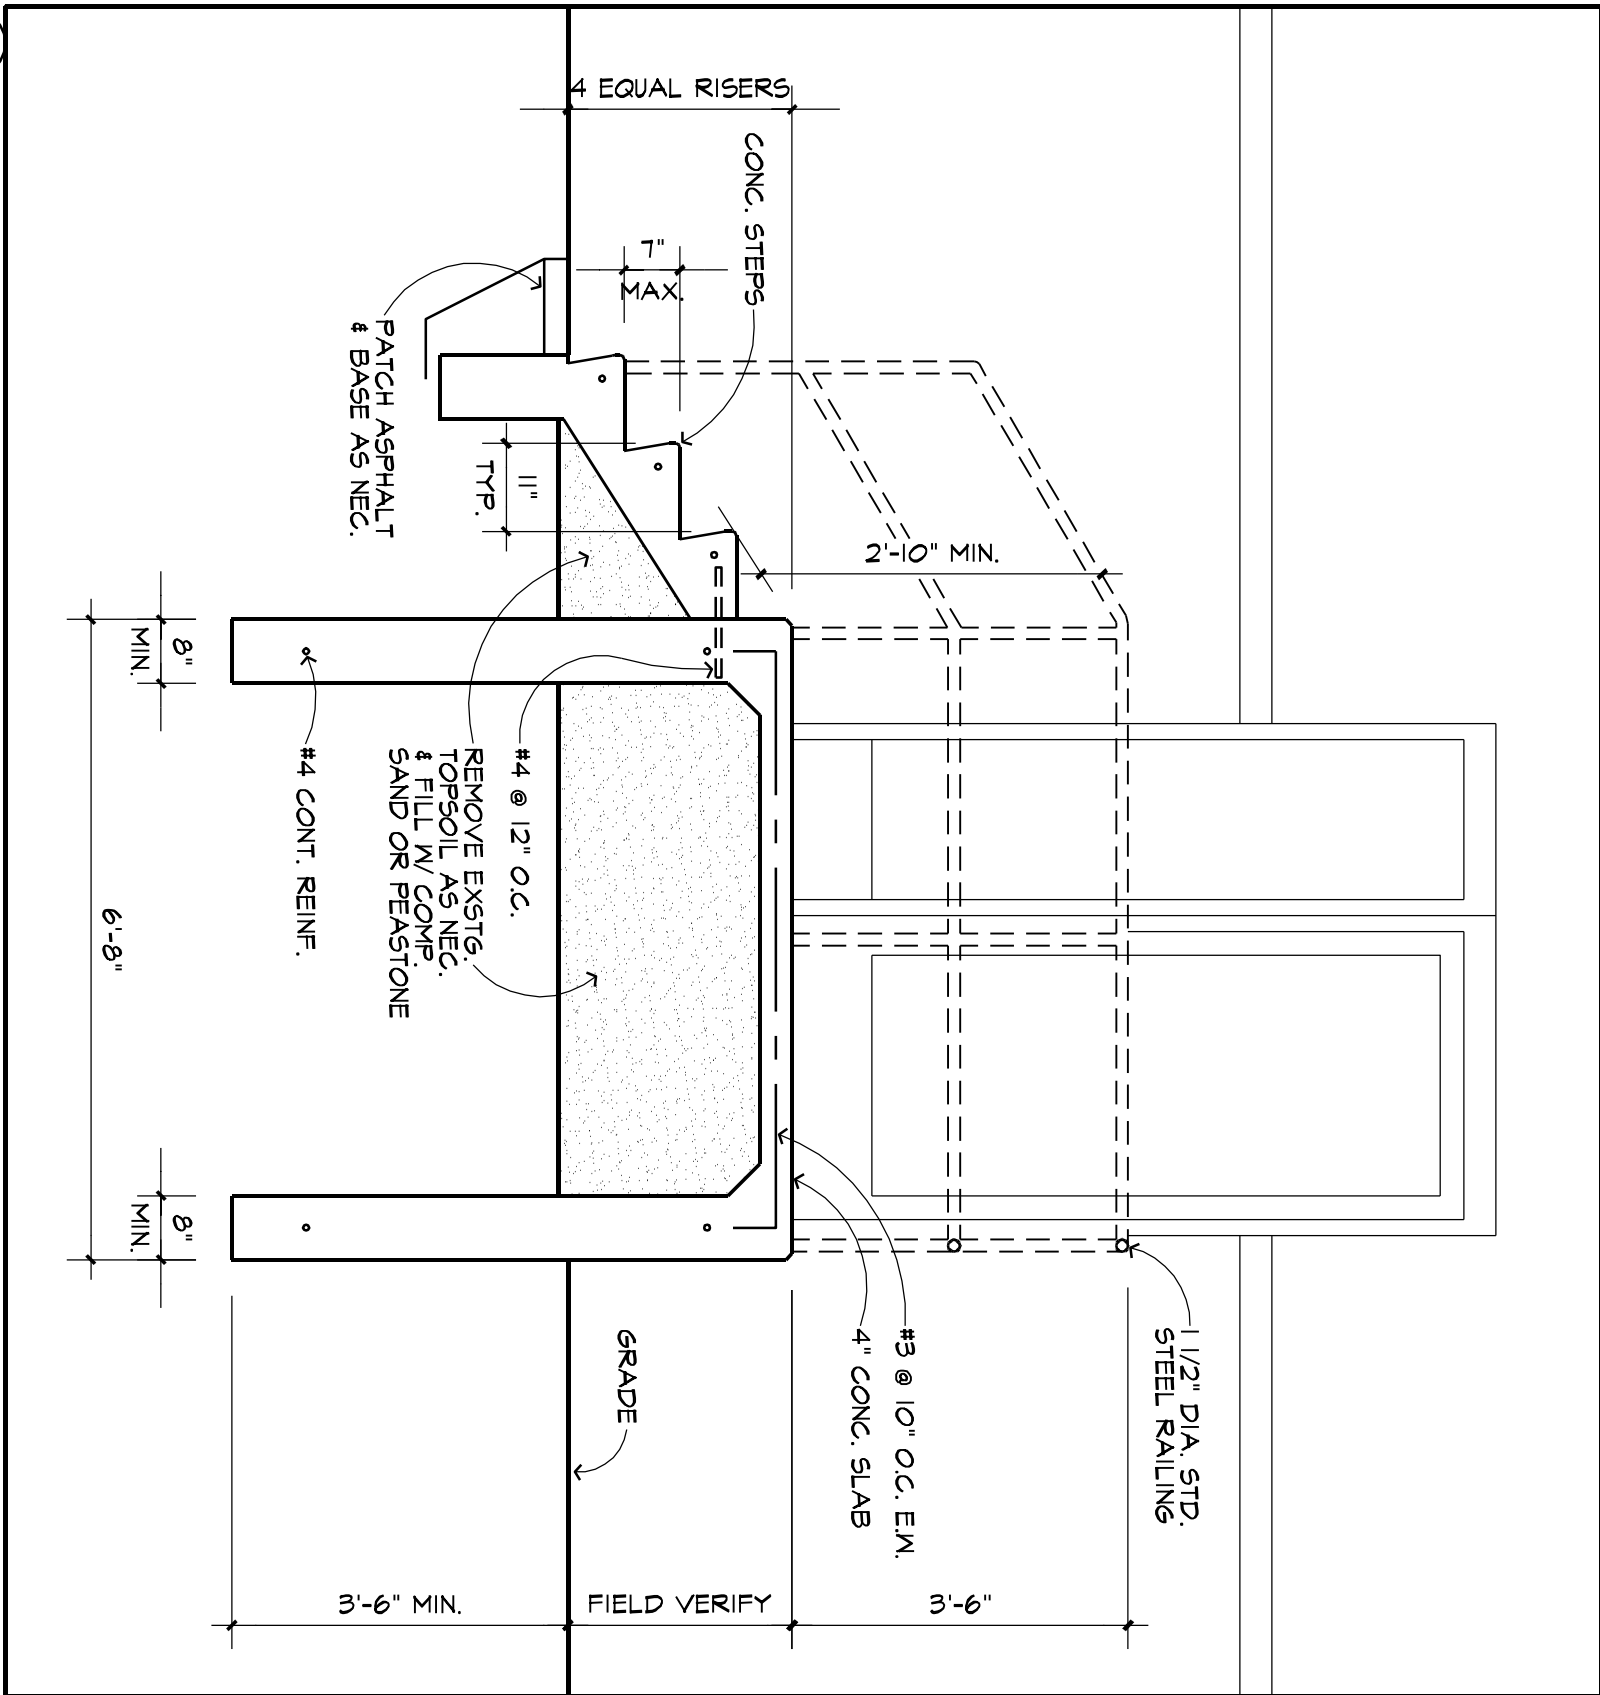 4 EQUAL RISERS
CONC. STEPS
7"
MAX.
PATCH ASPHALT
& BASE AS NEC.
11"
TYP.
2'-10" MIN.
8"
MIN.
#4 CONT. REINF.
#4 @ 12" O.C.
REMOVE EXSTG.
TOPSOIL AS NEC.
& FILL W/ COMP.
SAND OR PEASTONE
6'-8"
8"
MIN.
1 1/2" DIA. STD.
STEEL RAILING
#3 @ 10" O.C. E.W.
4" CONC. SLAB
GRADE
3'-6" MIN.
FIELD VERIFY
3'-6"